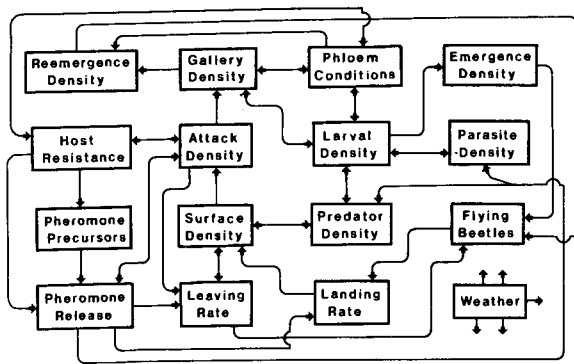 Reemergence
Density
Gallery
Density
Phloem
Conditions
Emergence
Density
Host
Resistance
Attack
Density
Larval
Density
Parasite
-Density
Pheromone
Precursors
Surface
Density
Predator
Density
Flying
Beetles
Pheromone
Release
Leaving
Rate
Landing
Rate
Weather